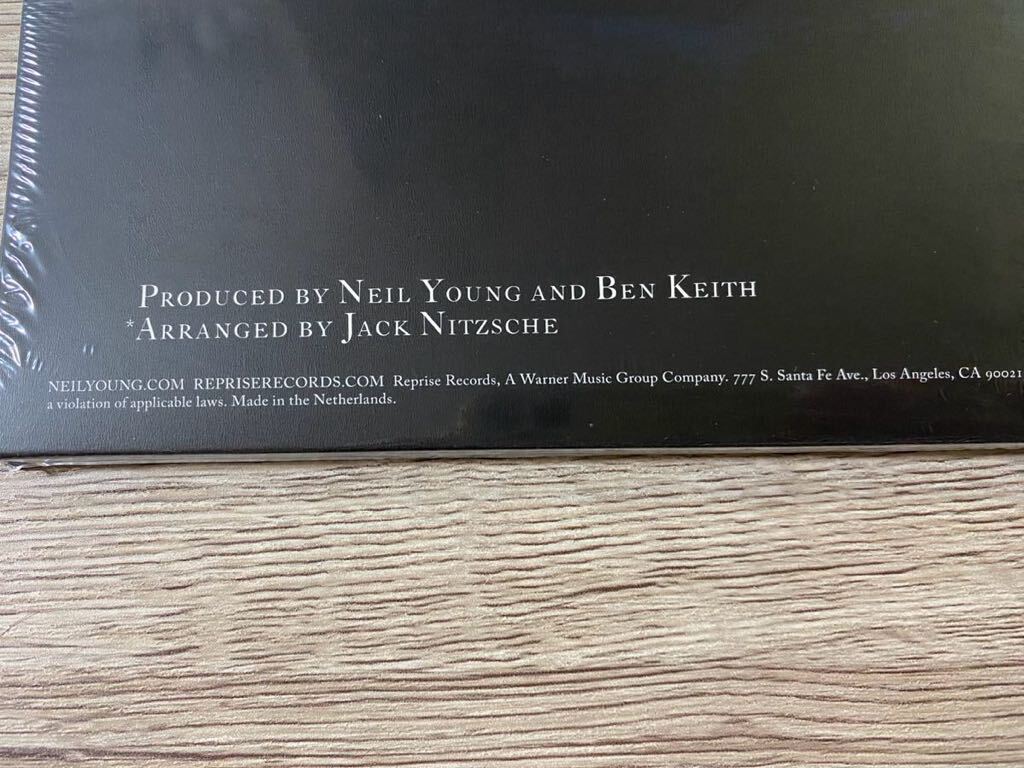 PRODUCED BY NEIL YOUNG AND BEN KEITH
*ARRANGED BY JACK NITZSCHE
NEILYOUNG.COM REPRISERECORDS.COM Reprise Records, A Warner Music Group Company. 777 S. Santa Fe Ave., Los Angeles, CA 90021
a violation of applicable laws. Made in the Netherlands.